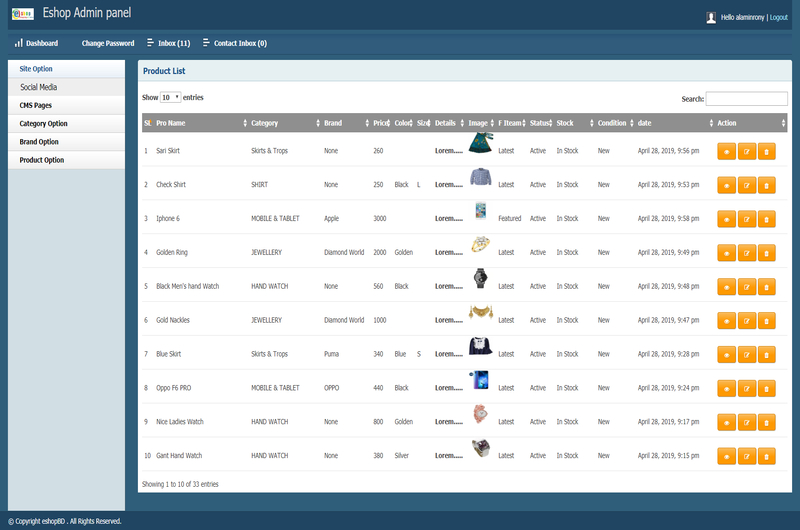 Eshop Admin panel
Hello alaminrony | Logout
Dashboard Change Password Inbox (11) Contact Inbox (0)
Site Option
Social Media
CMS Pages
Category Option
Brand Option
Product Option
Product List
Show 10 entries Search:
SL Pro Name Category Brand Price Color Size Details Image F Iteam Status Stock Condition date Action
1 Sari Skirt Skirts & Trops None 260 Lorem..... Latest Active In Stock New April 28, 2019, 9:56 pm
2 Check Shirt SHIRT None 250 Black L Lorem..... Latest Active In Stock New April 28, 2019, 9:53 pm
3 Iphone 6 MOBILE & TABLET Apple 3000 Lorem..... Featured Active In Stock New April 28, 2019, 9:58 pm
4 Golden Ring JEWELLERY Diamond World 2000 Golden Lorem..... Latest Active In Stock New April 28, 2019, 9:49 pm
5 Black Men's hand Watch HAND WATCH None 560 Black Lorem..... Latest Active In Stock New April 28, 2019, 9:48 pm
6 Gold Nackles JEWELLERY Diamond World 1000 Lorem..... Latest Active In Stock New April 28, 2019, 9:47 pm
7 Blue Skirt Skirts & Trops Puma 340 Blue S Lorem..... Latest Active In Stock New April 28, 2019, 9:28 pm
8 Oppo F6 PRO MOBILE & TABLET OPPO 440 Black Lorem..... Latest Active In Stock New April 28, 2019, 9:24 pm
9 Nice Ladies Watch HAND WATCH None 800 Golden Lorem..... Latest Active In Stock New April 28, 2019, 9:17 pm
10 Gant Hand Watch HAND WATCH None 380 Silver Lorem..... Latest Active In Stock New April 28, 2019, 9:15 pm
Showing 1 to 10 of 33 entries
© Copyright eshopBD . All Rights Reserved.